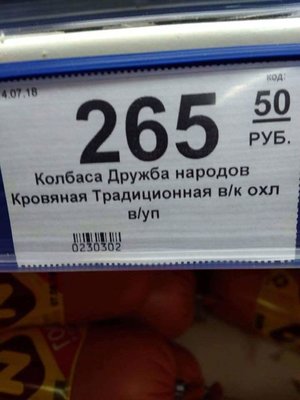 4.07.18
код:
265 50
РУБ.
Колбаса Дружба народов
Кровяная Традиционная в/к охл
в/уп
0230302